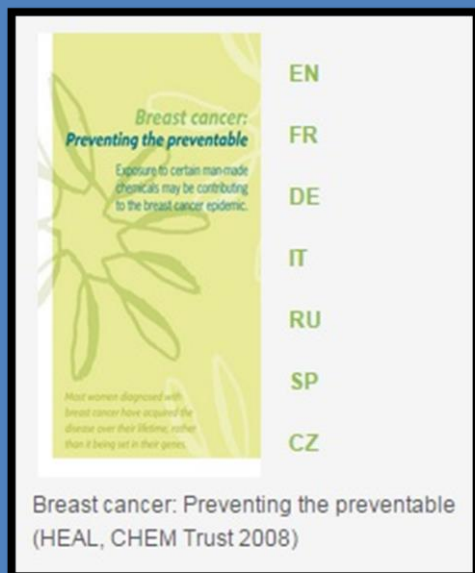 Breast cancer:
Preventing the preventable
Exposure to certain man-made
chemicals may be contributing
to the breast cancer epidemic.
Most women diagnosed with
breast cancer have acquired the
disease over their lifetime, rather
than it being set in their genes.
EN
FR
DE
IT
RU
SP
CZ
Breast cancer: Preventing the preventable
(HEAL, CHEM Trust 2008)